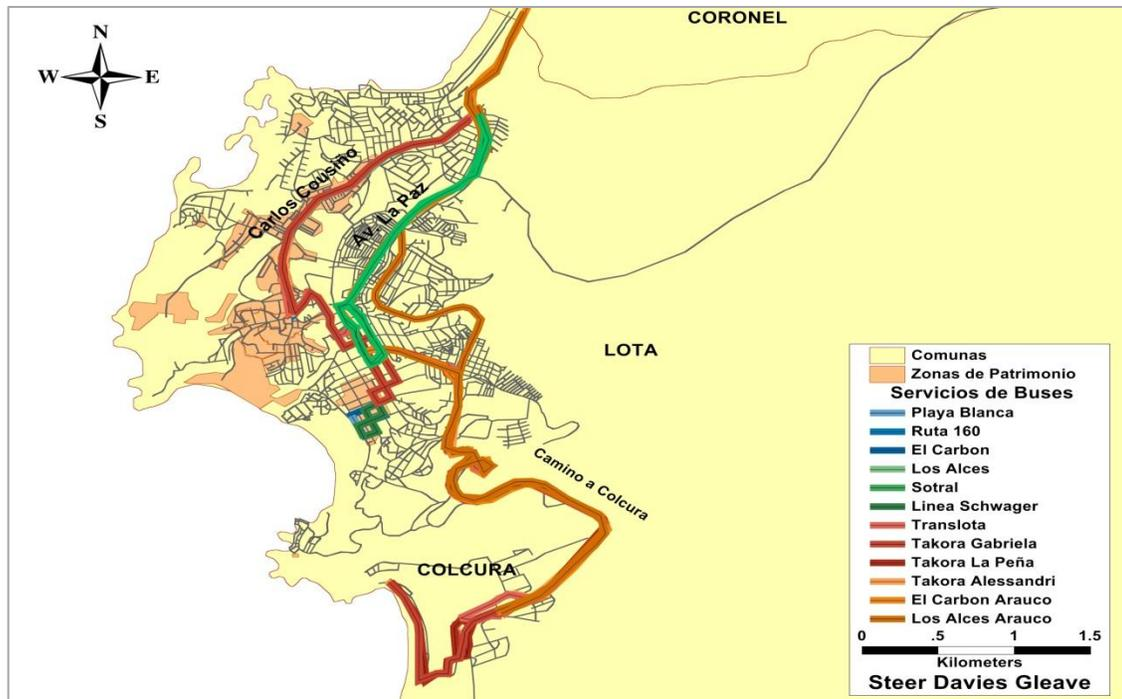 CORONEL
N
W E
S
Carlos Cousiño
Av. La Paz
LOTA
Camino a Colcura
COLCURA
Comunas
Zonas de Patrimonio
Servicios de Buses
Playa Blanca
Ruta 160
El Carbon
Los Alces
Sotral
Linea Schwager
Translota
Takora Gabriela
Takora La Peña
Takora Alessandri
El Carbon Arauco
Los Alces Arauco
0 .5 1 1.5
Kilometers
Steer Davies Gleave